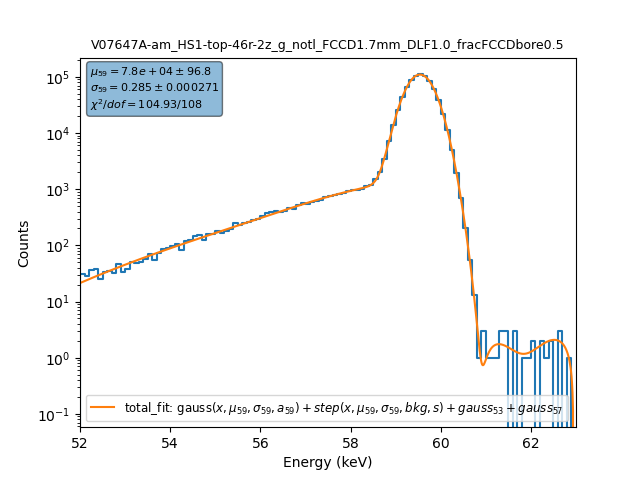 V07647A-am_HS1-top-46r-2z_g_notl_FCCD1.7mm_DLF1.0_fracFCCDbore0.5
μ₅₉ = 7.8e + 04 ± 96.8
σ₅₉ = 0.285 ± 0.000271
χ²/dof = 104.93/108
Counts
10⁵
10⁴
10³
10²
10¹
10⁰
10⁻¹
total_fit: gauss(x, μ₅₉, σ₅₉, a₅₉) + step(x, μ₅₉, σ₅₉, bkg, s) + gauss₅₃ + gauss₅₇
52 54 56 58 60 62
Energy (keV)